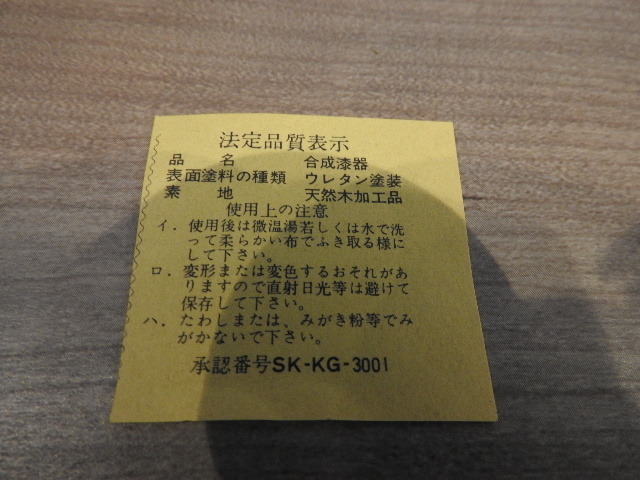 法定品質表示
品 名 合成漆器
表面塗料の種類 ウレタン塗装
素 地 天然木加工品
使用上の注意
イ. 使用後は微温湯若しくは水で洗
って柔らかい布でふき取る様に
して下さい。
ロ. 変形または変色するおそれがあ
りますので直射日光等は避けて
保存して下さい。
ハ. たわしまたは、みがき粉等でみ
がかないで下さい。
承認番号SK-KG-3001